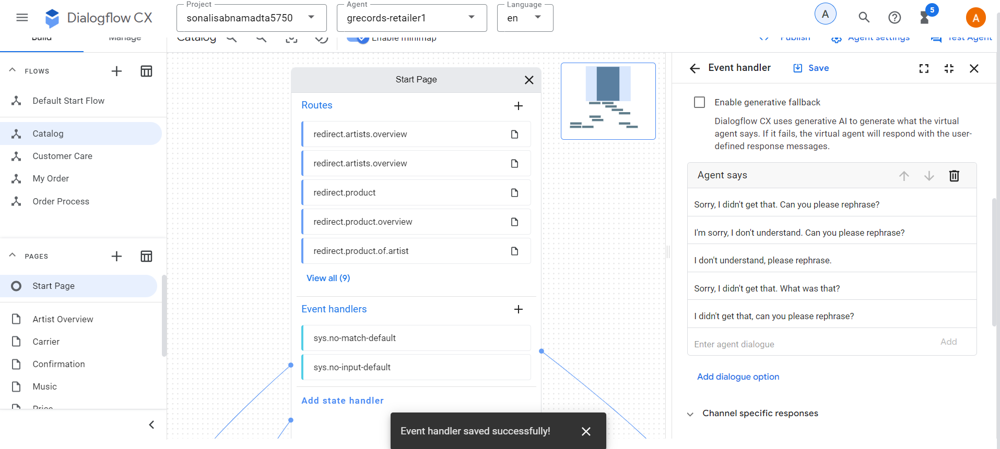 Dialogflow CX
Project
sonalisabnamadta5750
Agent
grecords-retailer1
Language
en
A
5
A
Build
Manage
Catalog
Enable minimap
Publish
Agent settings
Test Agent
FLOWS
Default Start Flow
Catalog
Customer Care
My Order
Order Process
PAGES
Start Page
Artist Overview
Carrier
Confirmation
Music
Price
Start Page
Routes
redirect.artists.overview
redirect.artists.overview
redirect.product
redirect.product.overview
redirect.product.of.artist
View all (9)
Event handlers
sys.no-match-default
sys.no-input-default
Add state handler
Event handler saved successfully!
Event handler
Save
Enable generative fallback
Dialogflow CX uses generative AI to generate what the virtual
agent says. If it fails, the virtual agent will respond with the user-
defined response messages.
Agent says
Sorry, I didn't get that. Can you please rephrase?
I'm sorry, I don't understand. Can you please rephrase?
I don't understand, please rephrase.
Sorry, I didn't get that. What was that?
I didn't get that, can you please rephrase?
Enter agent dialogue
Add
Add dialogue option
Channel specific responses